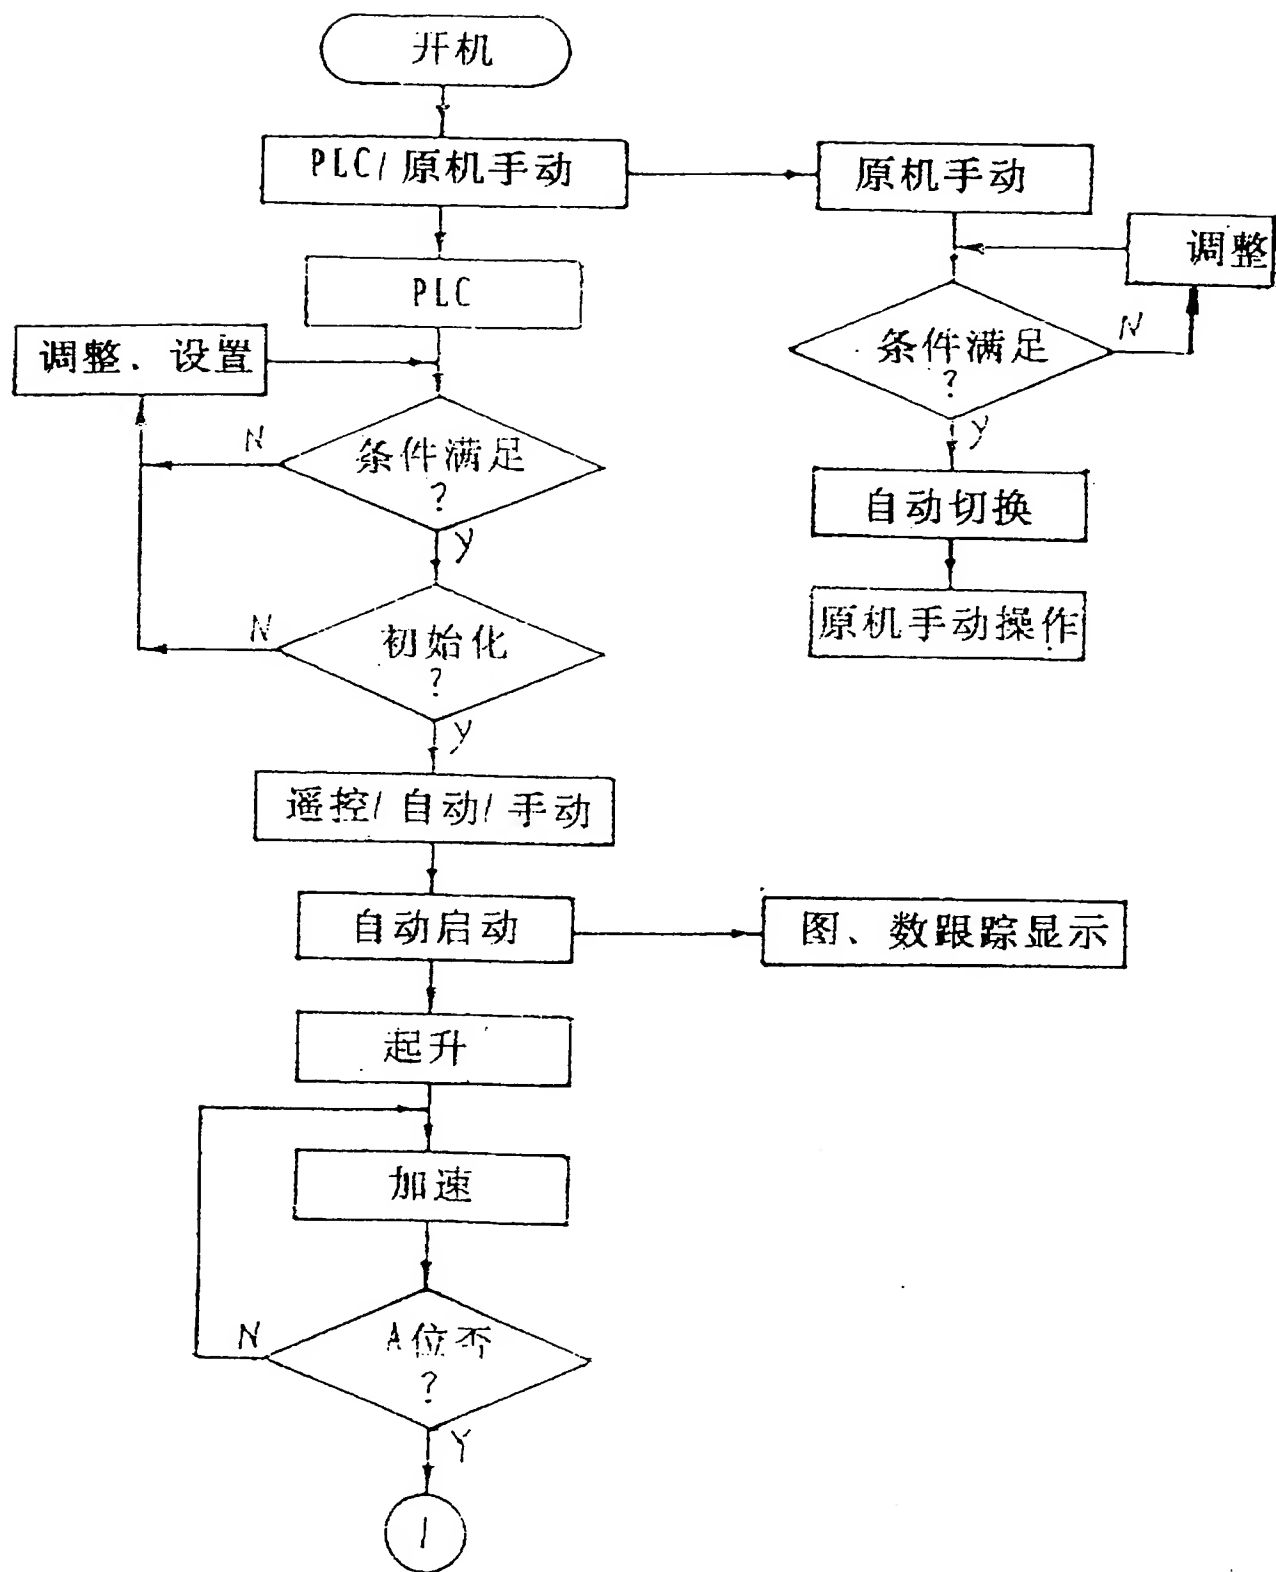 开机
PLC/原机手动
原机手动
调整
PLC
条件满足
?
N
Y
调整、设置
条件满足
?
N
Y
自动切换
原机手动操作
初始化
?
N
Y
遥控/自动/手动
自动启动
图、数跟踪显示
起升
加速
A位否
?
N
Y
1